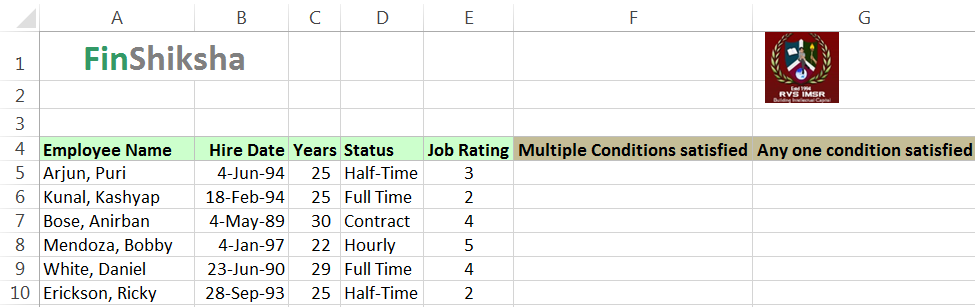 A B C D E F G
1 FinShiksha
Estd 1994
RVS IMSR
Building Intellectual Capital
2
3
4 Employee Name Hire Date Years Status Job Rating Multiple Conditions satisfied Any one condition satisfied
5 Arjun, Puri 4-Jun-94 25 Half-Time 3
6 Kunal, Kashyap 18-Feb-94 25 Full Time 2
7 Bose, Anirban 4-May-89 30 Contract 4
8 Mendoza, Bobby 4-Jan-97 22 Hourly 5
9 White, Daniel 23-Jun-90 29 Full Time 4
10 Erickson, Ricky 28-Sep-93 25 Half-Time 2